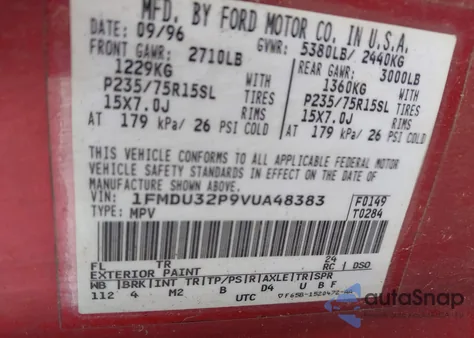 MFD. BY FORD MOTOR CO. IN U.S.A.
DATE: 09/96 GVWR: 5380LB/ 2440KG
FRONT GAWR: 2710LB REAR GAWR: 3000LB
1229KG WITH 1360KG WITH
P235/75R15SL TIRES P235/75R15SL TIRES
15X7.0J RIMS 15X7.0J RIMS
AT 179 kPa/ 26 PSI COLD AT 179 kPa/ 26 PSI COLD
THIS VEHICLE CONFORMS TO ALL APPLICABLE FEDERAL MOTOR
VEHICLE SAFETY STANDARDS IN EFFECT ON THE DATE OF
MANUFACTURE SHOWN ABOVE.
VIN: 1FMDU32P9VUA48383 F0149
TYPE: MPV T0284
FL TR 24
EXTERIOR PAINT RC DSO
WB BRK INT TR TP/PS R AXLE TR SPR
112 4 M2 B D4 U B F
UTC
autoSnap